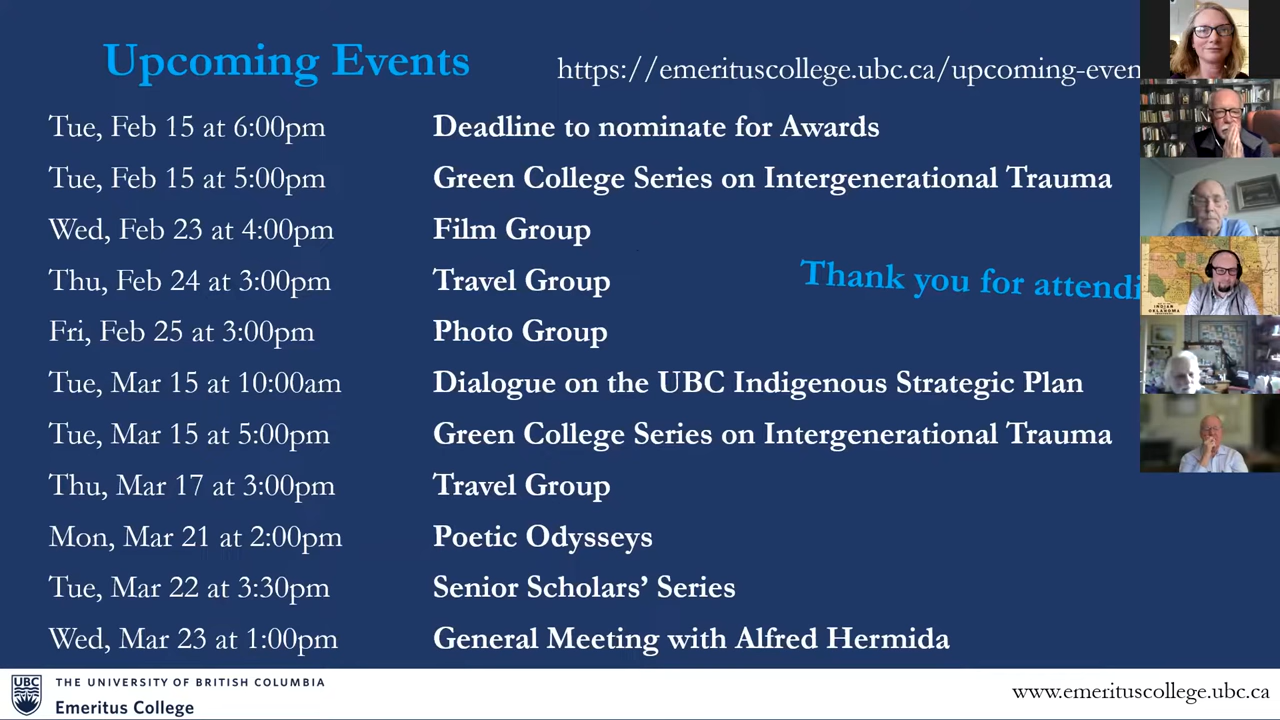 Upcoming Events
https://emerituscollege.ubc.ca/upcoming-even
Tue, Feb 15 at 6:00pm Deadline to nominate for Awards
Tue, Feb 15 at 5:00pm Green College Series on Intergenerational Trauma
Wed, Feb 23 at 4:00pm Film Group
Thu, Feb 24 at 3:00pm Travel Group
Thank you for attendi
Fri, Feb 25 at 3:00pm Photo Group
Tue, Mar 15 at 10:00am Dialogue on the UBC Indigenous Strategic Plan
Tue, Mar 15 at 5:00pm Green College Series on Intergenerational Trauma
Thu, Mar 17 at 3:00pm Travel Group
Mon, Mar 21 at 2:00pm Poetic Odysseys
Tue, Mar 22 at 3:30pm Senior Scholars’ Series
Wed, Mar 23 at 1:00pm General Meeting with Alfred Hermida
UBC
THE UNIVERSITY OF BRITISH COLUMBIA
Emeritus College
www.emerituscollege.ubc.ca
INDIAN
OKLAHOMA